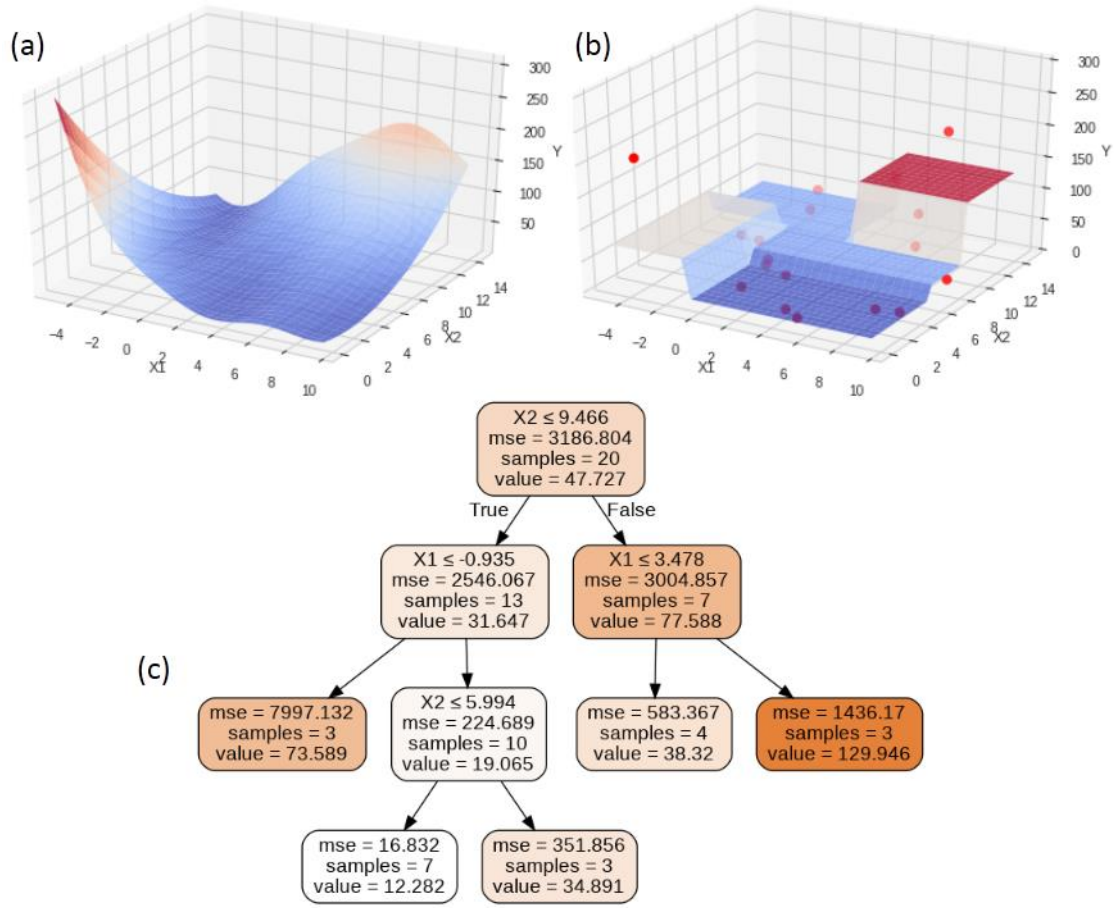 (a)
300
250
200
150
100
50
Y
−4
−2
0
2
4
6
8
10
X1
0
2
4
6
8
10
12
14
X2
(b)
300
250
200
150
100
50
0
Y
−4
−2
0
2
4
6
8
10
X1
0
2
4
6
8
10
12
14
X2
X2 ≤ 9.466
mse = 3186.804
samples = 20
value = 47.727
True
False
X1 ≤ -0.935
mse = 2546.067
samples = 13
value = 31.647
X1 ≤ 3.478
mse = 3004.857
samples = 7
value = 77.588
(c)
mse = 7997.132
samples = 3
value = 73.589
X2 ≤ 5.994
mse = 224.689
samples = 10
value = 19.065
mse = 583.367
samples = 4
value = 38.32
mse = 1436.17
samples = 3
value = 129.946
mse = 16.832
samples = 7
value = 12.282
mse = 351.856
samples = 3
value = 34.891